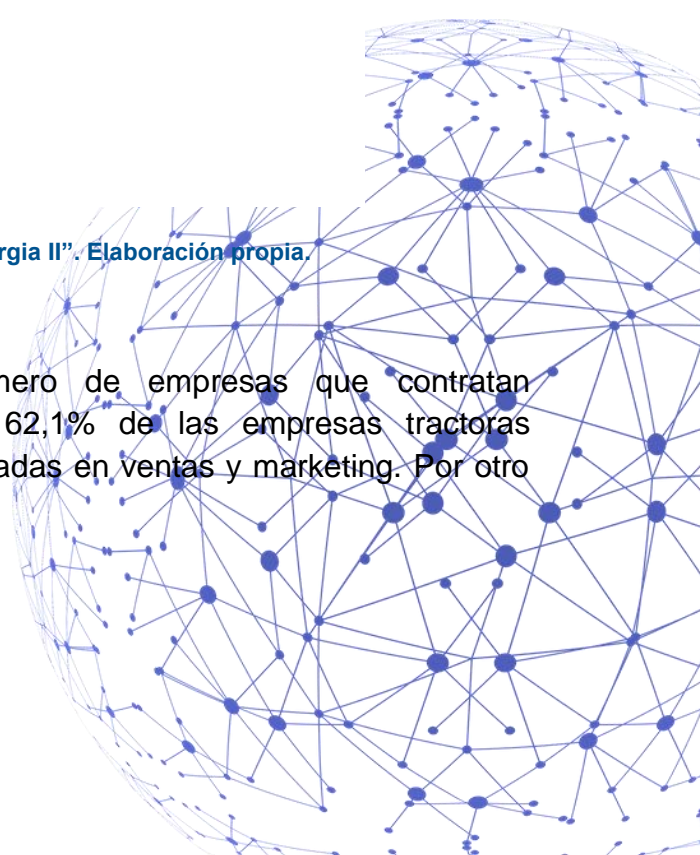 rgia II”. Elaboración propia.
mero de empresas que contratan
62,1% de las empresas tractoras
adas en ventas y marketing. Por otro